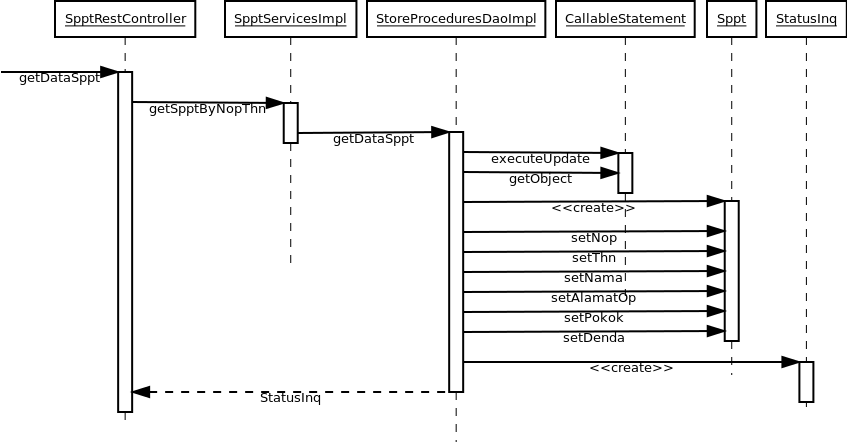 SpptRestController
SpptServicesImpl
StoreProceduresDaoImpl
CallableStatement
Sppt
StatusInq
getDataSppt
getSpptByNopThn
getDataSppt
executeUpdate
getObject
<<create>>
setNop
setThn
setNama
setAlamatOp
setPokok
setDenda
<<create>>
StatusInq